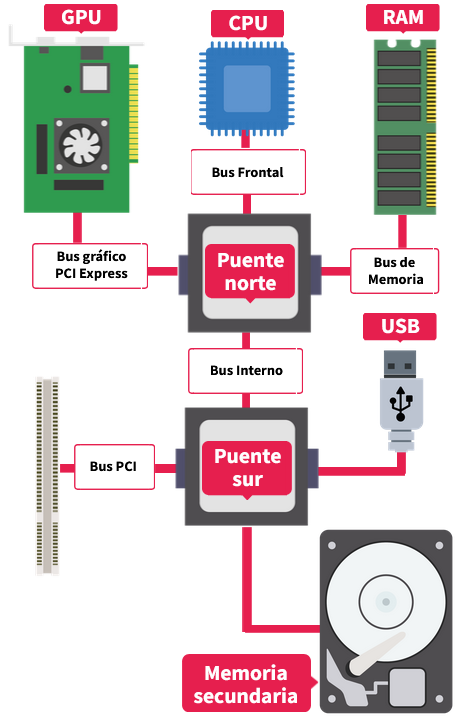 GPU
CPU
RAM
Bus Frontal
Bus gráfico
PCI Express
Puente
norte
Bus de
Memoria
USB
Bus Interno
Bus PCI
Puente
sur
Memoria
secundaria